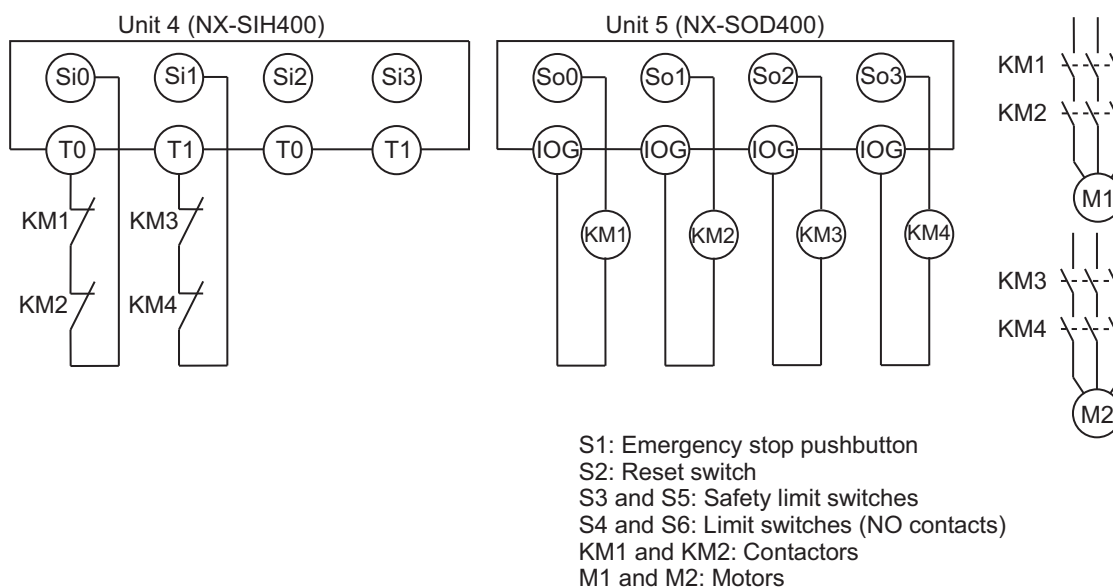 Unit 4 (NX-SIH400)
Unit 5 (NX-SOD400)
Si0 Si1 Si2 Si3
So0 So1 So2 So3
KM1
KM2
T0 T1 T0 T1
IOG IOG IOG IOG
M1
KM1 KM3
KM1 KM2 KM3 KM4
KM2 KM4
KM3
KM4
M2
S1: Emergency stop pushbutton
S2: Reset switch
S3 and S5: Safety limit switches
S4 and S6: Limit switches (NO contacts)
KM1 and KM2: Contactors
M1 and M2: Motors